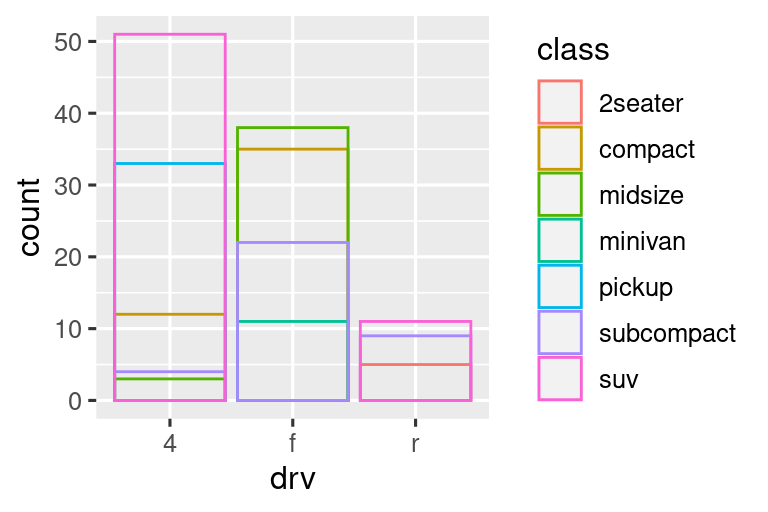 50
40
30
20
10
0
count
4 f r
drv
class
2seater
compact
midsize
minivan
pickup
subcompact
suv